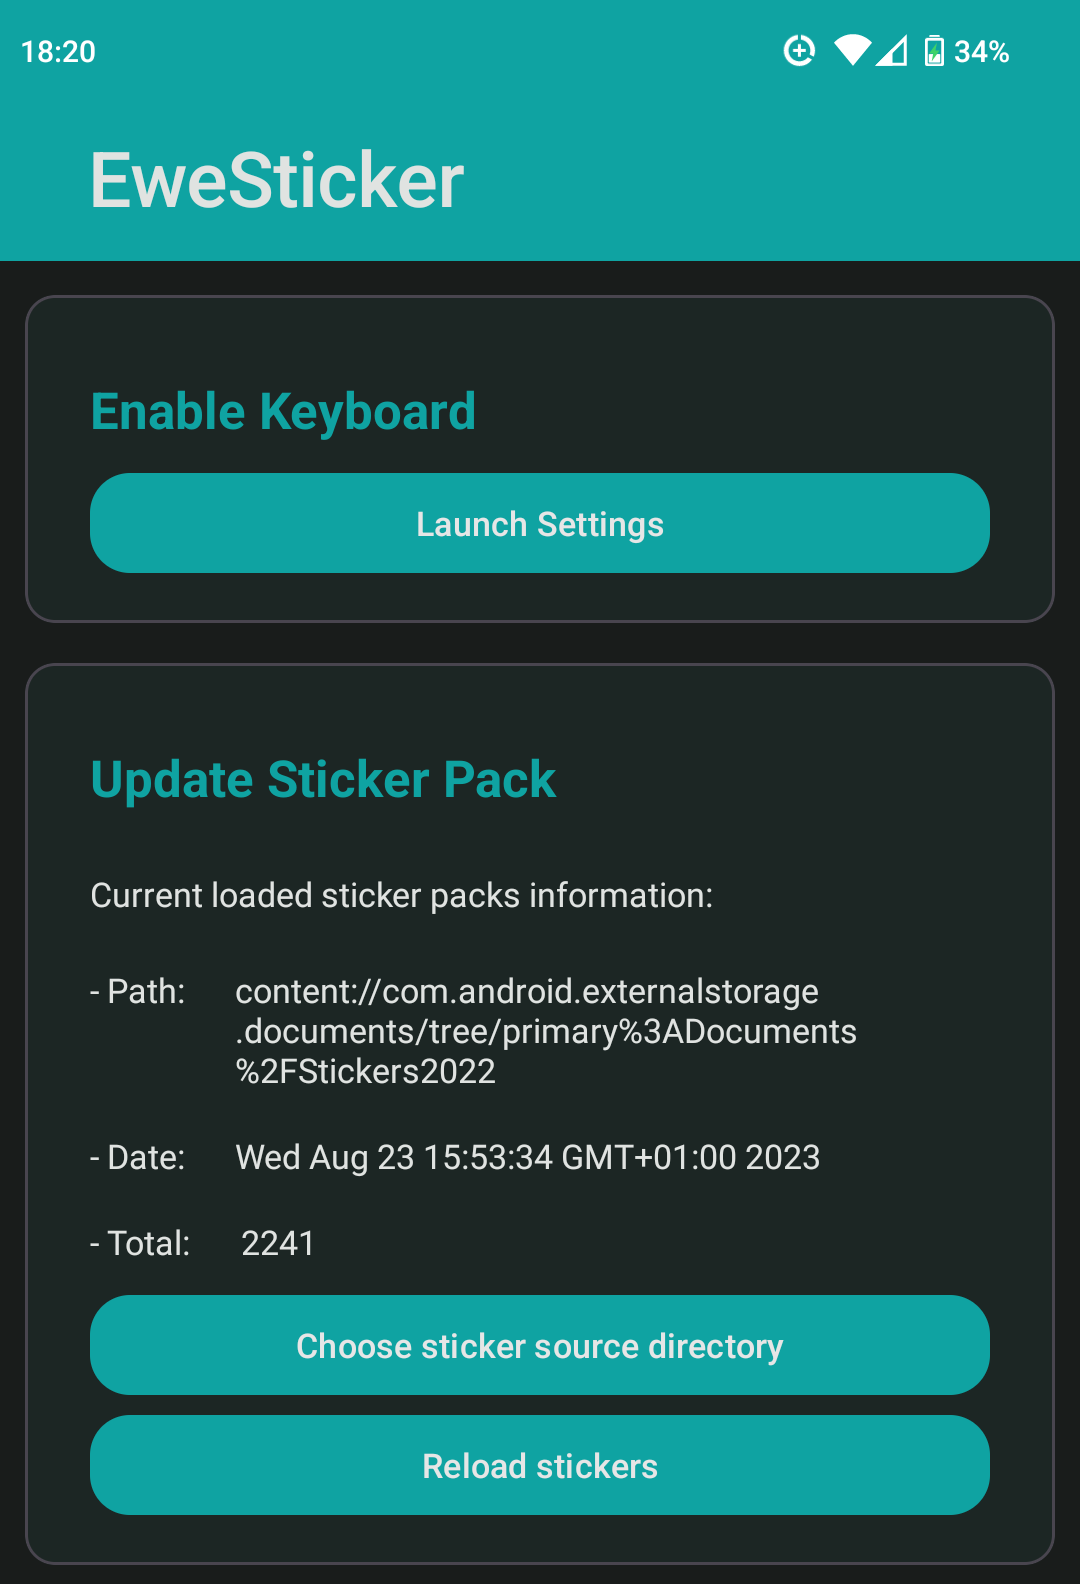 18:20
34%
EweSticker
Enable Keyboard
Launch Settings
Update Sticker Pack
Current loaded sticker packs information:
- Path: content://com.android.externalstorage
.documents/tree/primary%3ADocuments
%2FStickers2022
- Date: Wed Aug 23 15:53:34 GMT+01:00 2023
- Total: 2241
Choose sticker source directory
Reload stickers